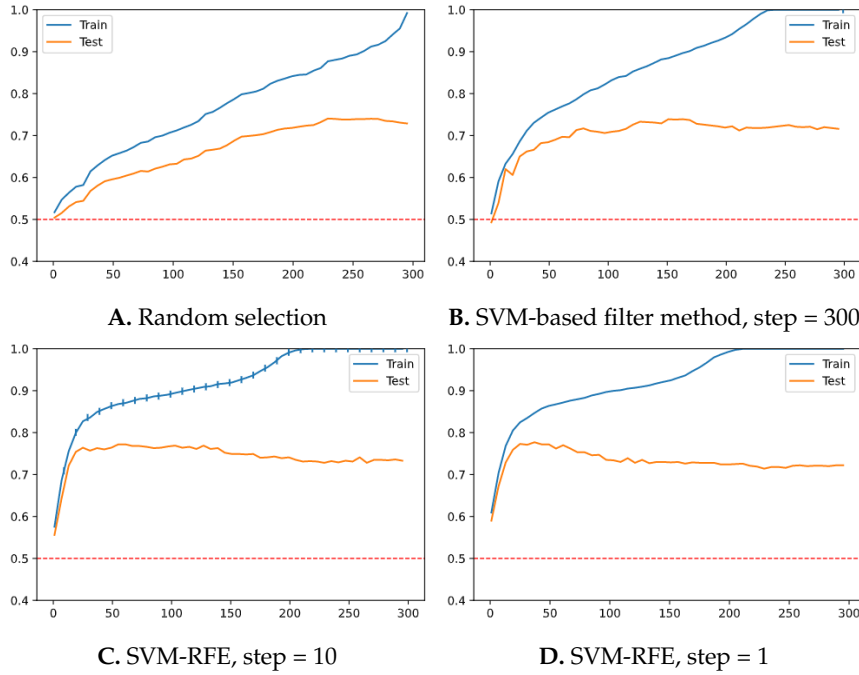 1.0
0.9
0.8
0.7
0.6
0.5
0.4
Train
Test
0 50 100 150 200 250 300
A. Random selection
1.0
0.9
0.8
0.7
0.6
0.5
0.4
Train
Test
0 50 100 150 200 250 300
B. SVM-based filter method, step = 300
1.0
0.9
0.8
0.7
0.6
0.5
0.4
Train
Test
0 50 100 150 200 250 300
C. SVM-RFE, step = 10
1.0
0.9
0.8
0.7
0.6
0.5
0.4
Train
Test
0 50 100 150 200 250 300
D. SVM-RFE, step = 1